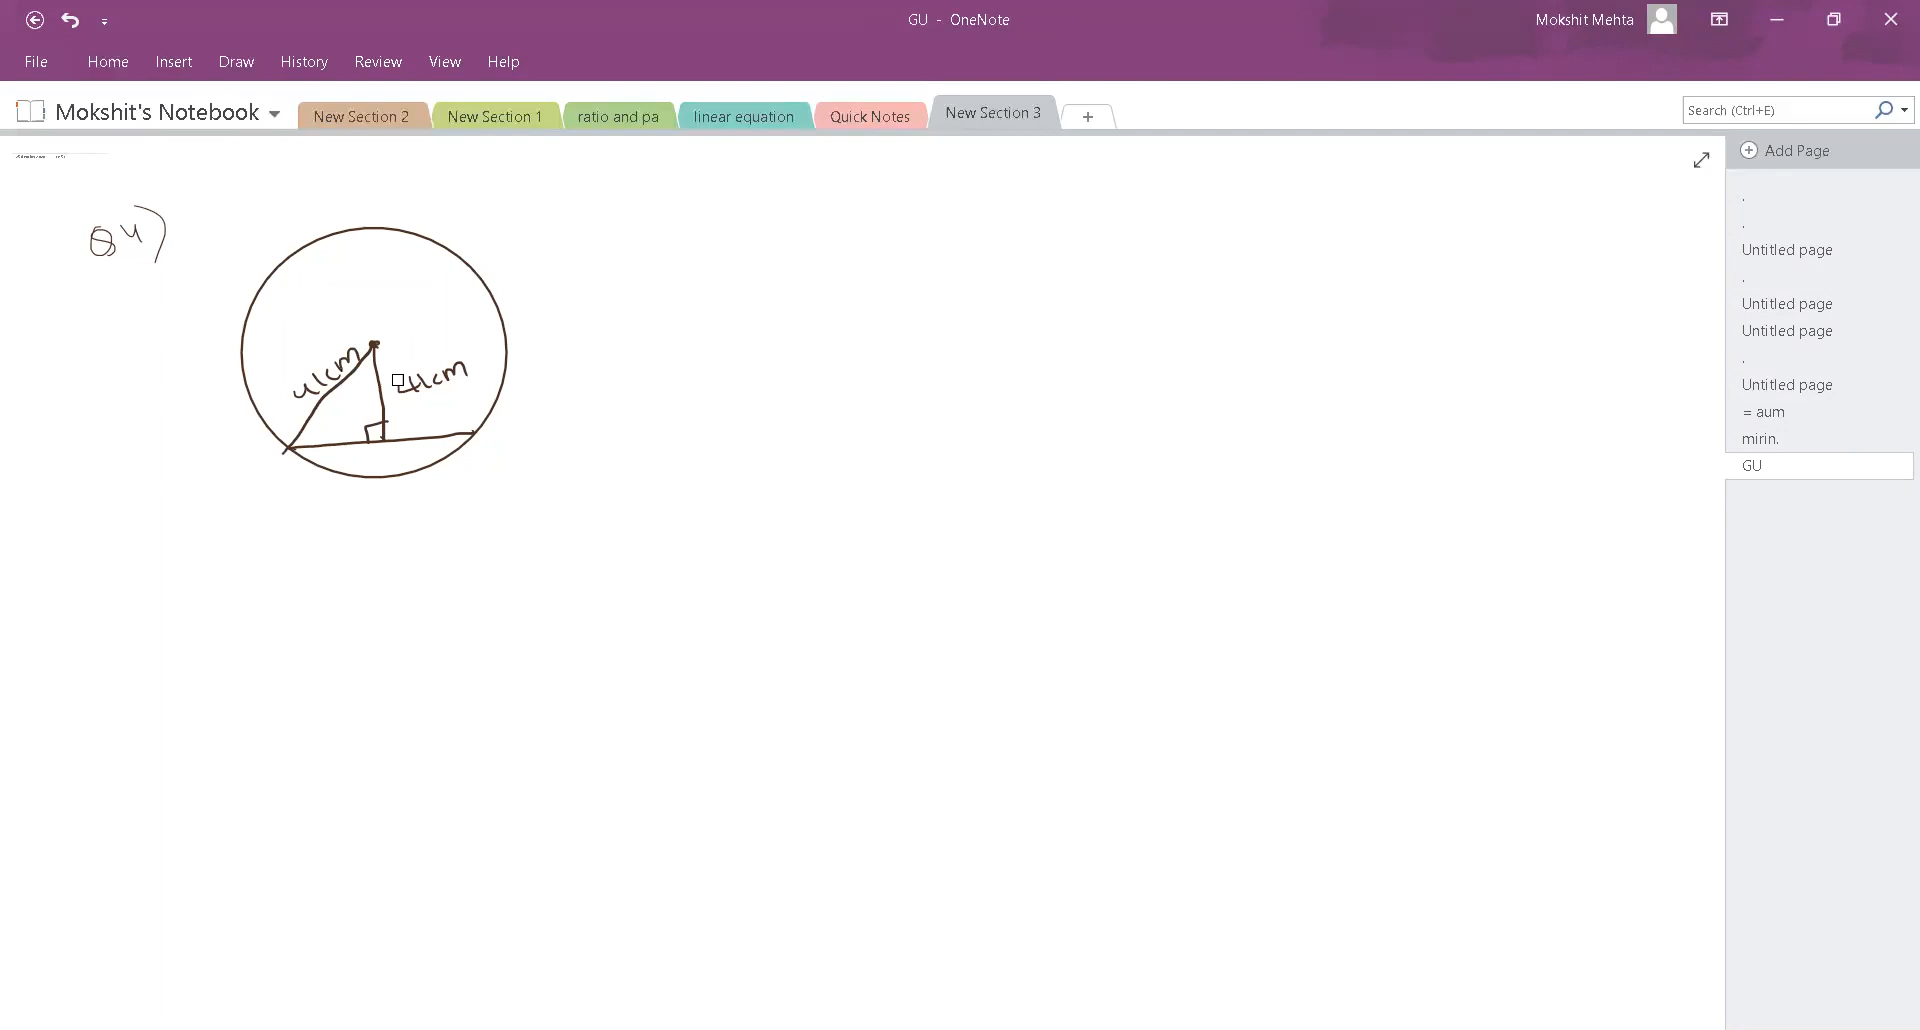 GU - OneNote
Mokshit Mehta
File Home Insert Draw History Review View Help
Mokshit's Notebook
New Section 2
New Section 1
ratio and pa
linear equation
Quick Notes
New Section 3
Search (Ctrl+E)
Add Page
.
.
Untitled page
.
Untitled page
Untitled page
.
Untitled page
= aum
mirin.
GU
Q4)
41cm
cm